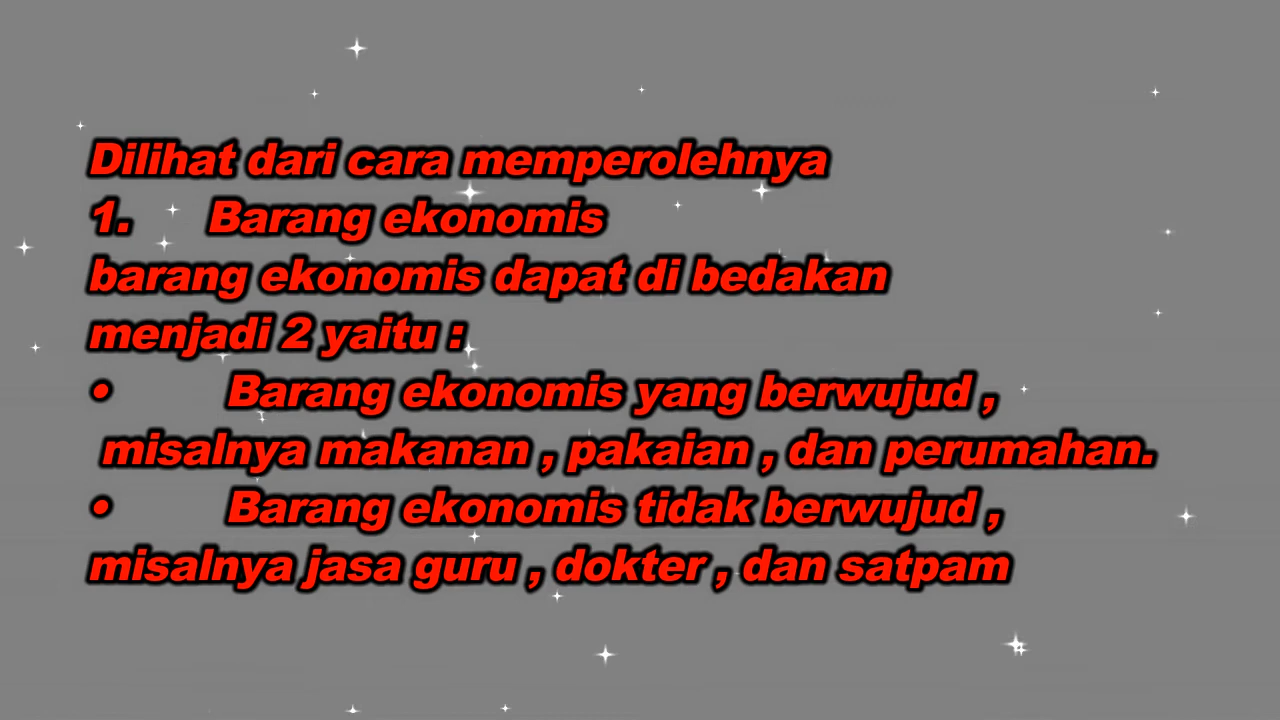 Dilihat dari cara memperolehnya
1. Barang ekonomis
barang ekonomis dapat di bedakan
menjadi 2 yaitu :
• Barang ekonomis yang berwujud ,
misalnya makanan , pakaian , dan perumahan.
• Barang ekonomis tidak berwujud ,
misalnya jasa guru , dokter , dan satpam